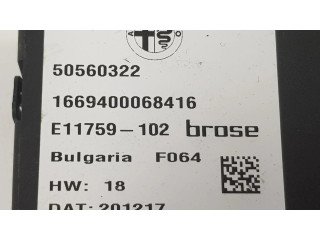 50560322
1669400068416
E11759-102 brose
Bulgaria F064
HW: 18
DAT: 201217